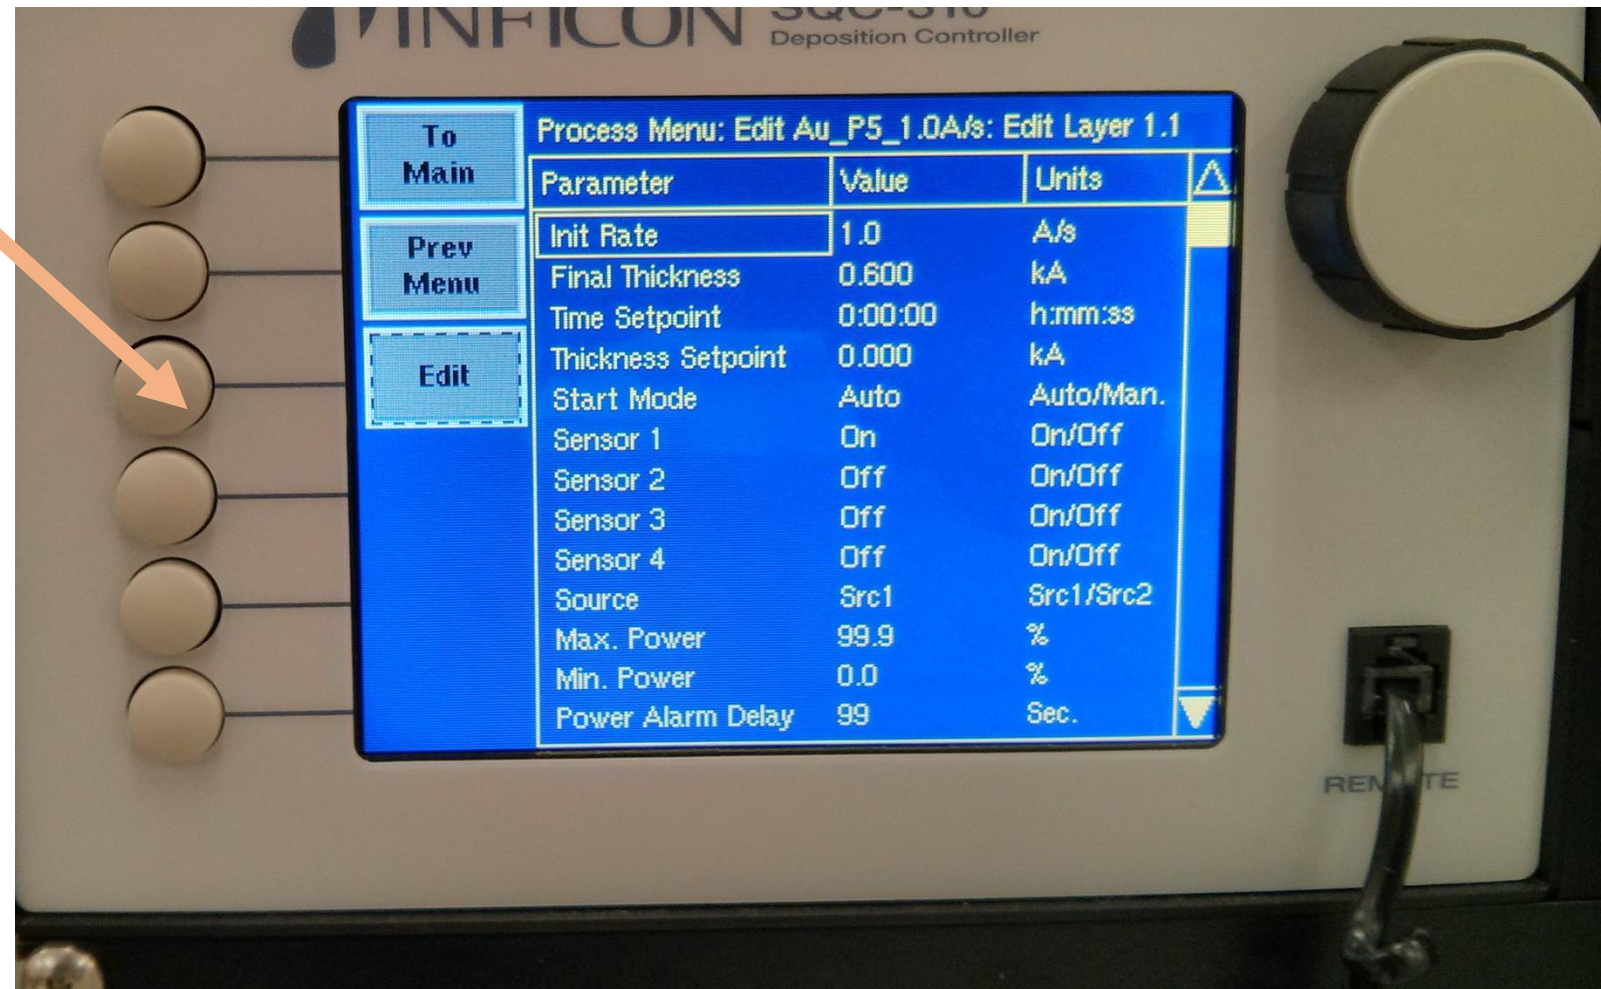 INFICON
Deposition Controller
To
Main
Prev
Menu
Edit
Process Menu: Edit Au_P5_1.0A/s: Edit Layer 1.1
Parameter Value Units
Init Rate 1.0 A/s
Final Thickness 0.600 kA
Time Setpoint 0:00:00 h:mm:ss
Thickness Setpoint 0.000 kA
Start Mode Auto Auto/Man.
Sensor 1 On On/Off
Sensor 2 Off On/Off
Sensor 3 Off On/Off
Sensor 4 Off On/Off
Source Src1 Src1/Src2
Max. Power 99.9 %
Min. Power 0.0 %
Power Alarm Delay 99 Sec.
REMOTE